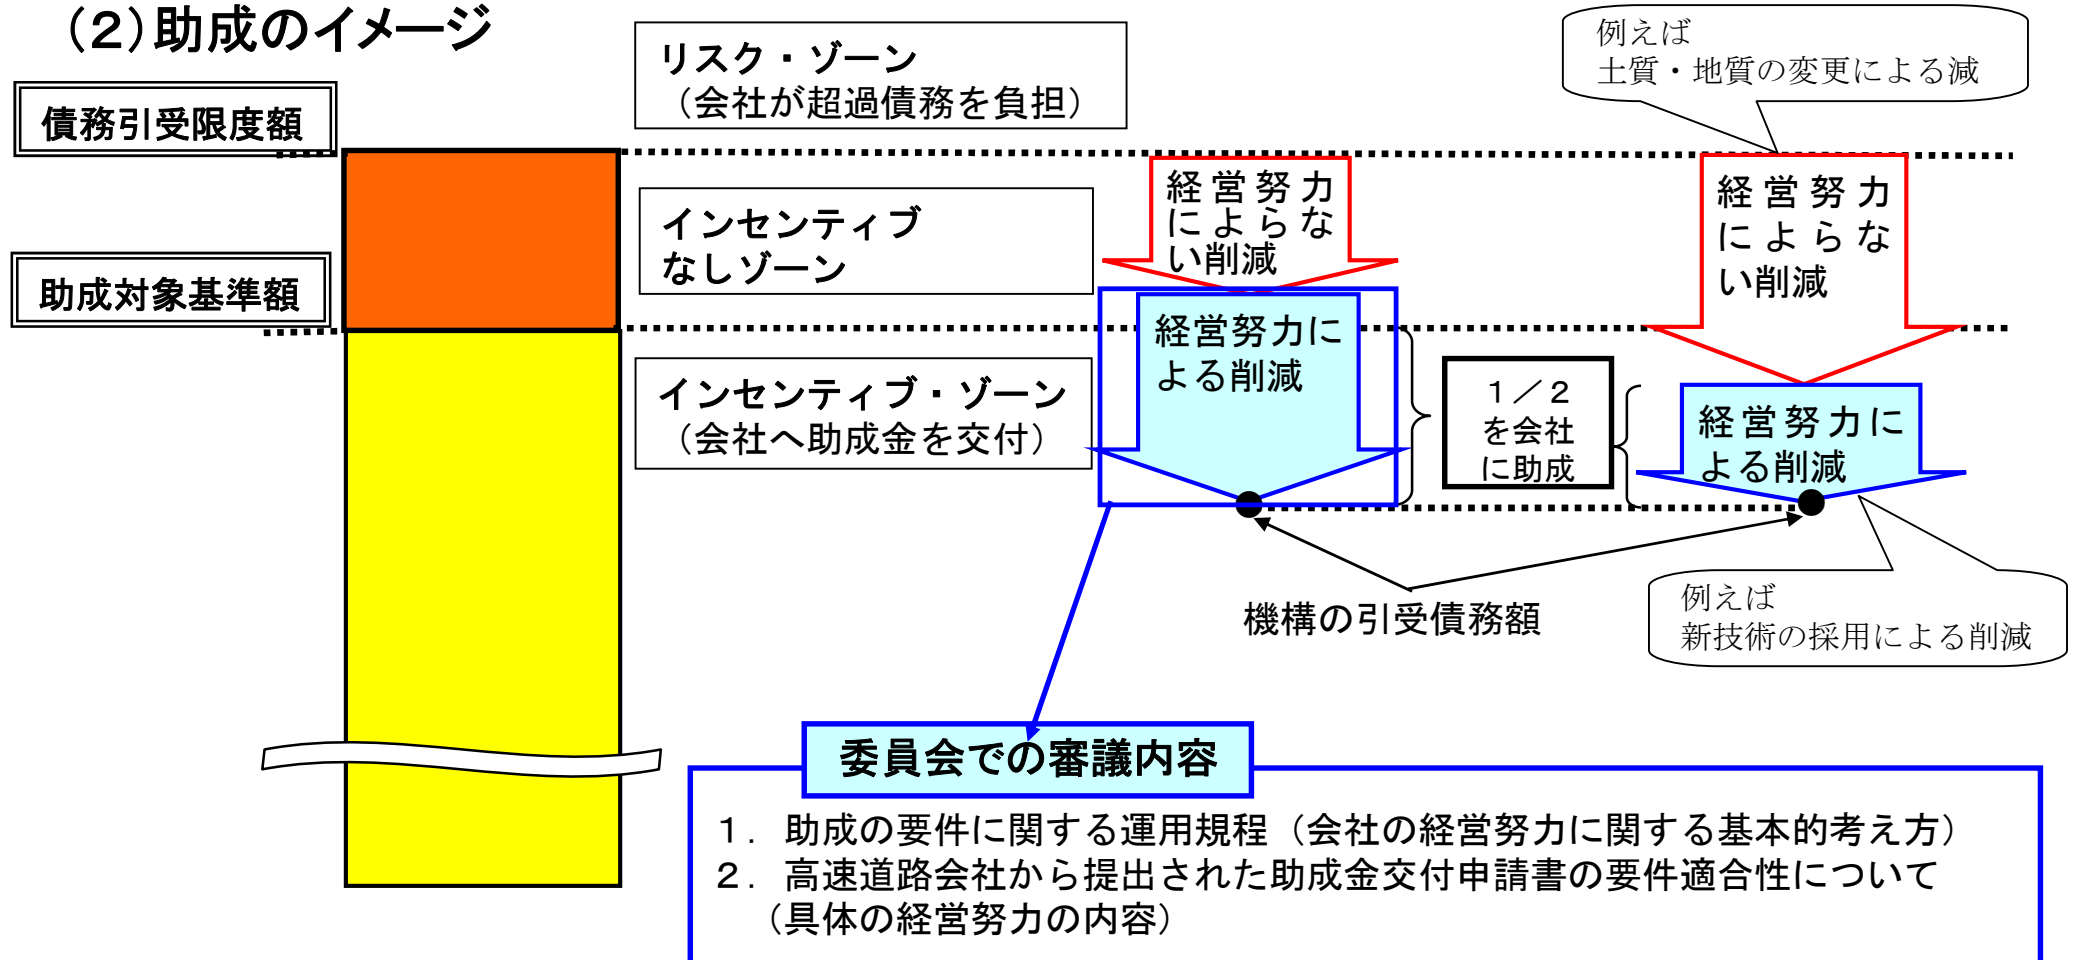 （２）助成のイメージ
債務引受限度額
助成対象基準額
リスク・ゾーン
（会社が超過債務を負担）
インセンティブ
なしゾーン
インセンティブ・ゾーン
（会社へ助成金を交付）
経営努力
によらな
い削減
経営努力に
よる削減
１／２
を会社
に助成
例えば
土質・地質の変更による減
経営努力
によらな
い削減
経営努力に
よる削減
例えば
新技術の採用による削減
機構の引受債務額
委員会での審議内容
１．助成の要件に関する運用規程（会社の経営努力に関する基本的考え方）
２．高速道路会社から提出された助成金交付申請書の要件適合性について
（具体の経営努力の内容）